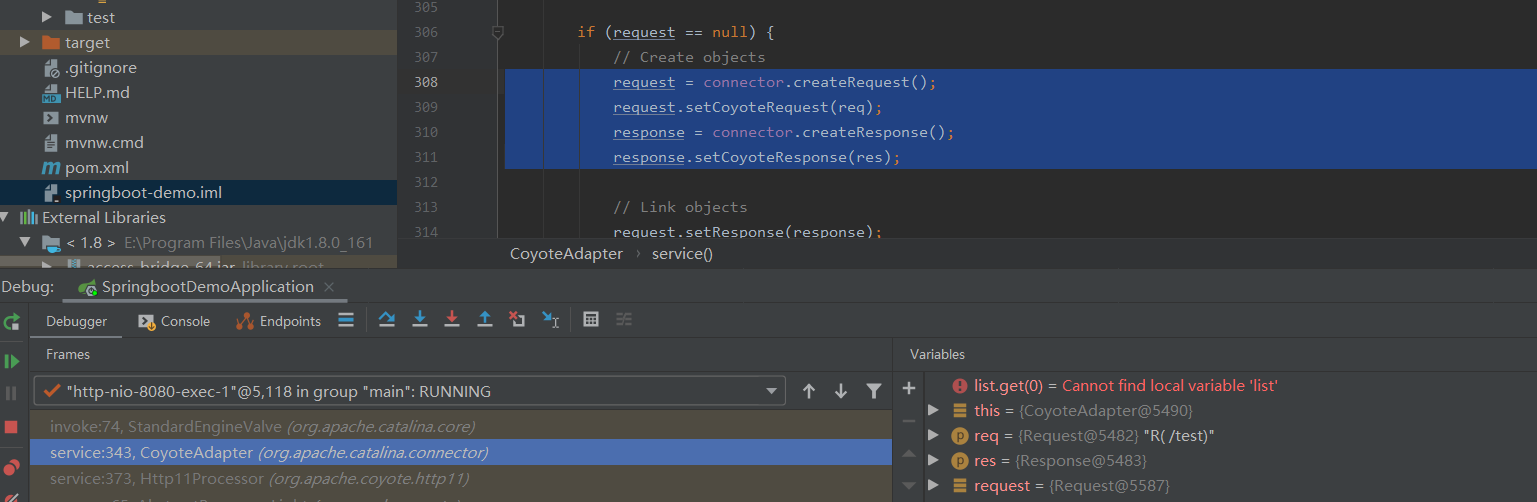 test
target
.gitignore
HELP.md
mvnw
mvnw.cmd
pom.xml
springboot-demo.iml
External Libraries
< 1.8 > E:\Program Files\Java\jdk1.8.0_161
access-bridge-64.jar library root
305
306 if (request == null) {
307 // Create objects
308 request = connector.createRequest();
309 request.setCoyoteRequest(req);
310 response = connector.createResponse();
311 response.setCoyoteResponse(res);
312
313 // Link objects
314 request.setResponse(response);
CoyoteAdapter › service()
Debug: SpringbootDemoApplication
Debugger Console Endpoints
Frames
"http-nio-8080-exec-1"@5,118 in group "main": RUNNING
invoke:74, StandardEngineValve (org.apache.catalina.core)
service:343, CoyoteAdapter (org.apache.catalina.connector)
service:373, Http11Processor (org.apache.coyote.http11)
Variables
list.get(0) = Cannot find local variable 'list'
this = {CoyoteAdapter@5490}
req = {Request@5482} "R( /test)"
res = {Response@5483}
request = {Request@5587}